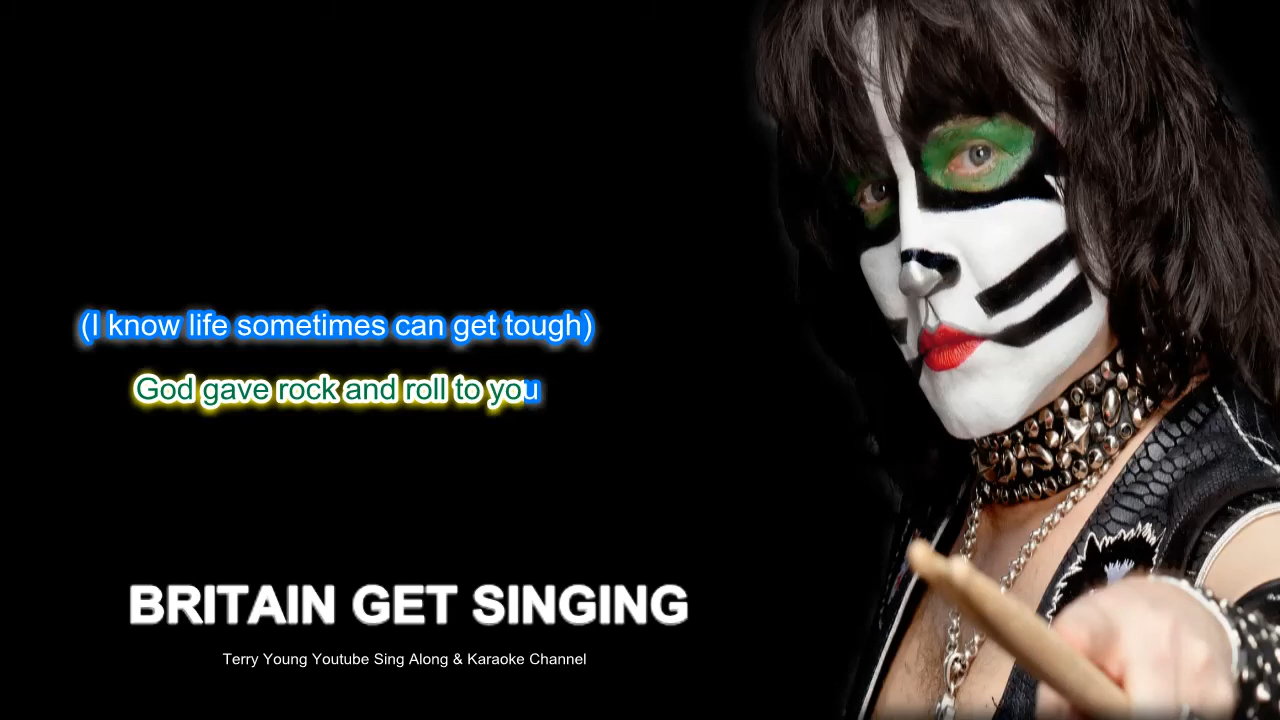 (I know life sometimes can get tough)
God gave rock and roll to you
BRITAIN GET SINGING
Terry Young Youtube Sing Along & Karaoke Channel